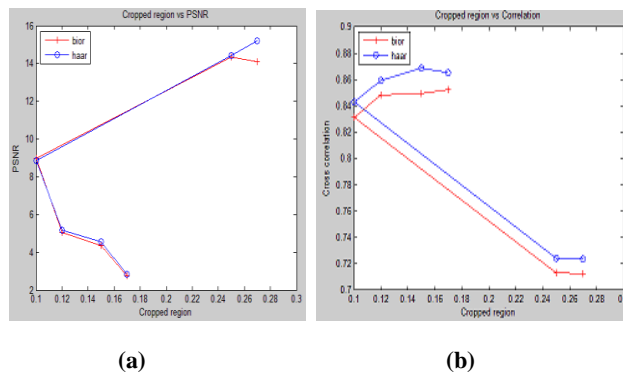 Cropped region vs PSNR
bior
haar
16
14
12
10
8
6
4
2
PSNR
0.1 0.12 0.14 0.16 0.18 0.2 0.22 0.24 0.26 0.28 0.3
Cropped region
(a)
Cropped region vs Correlation
bior
haar
0.9
0.88
0.86
0.84
0.82
0.8
0.78
0.76
0.74
0.72
0.7
Cross correlation
0.1 0.12 0.14 0.16 0.18 0.2 0.22 0.24 0.26 0.28 0.3
Cropped region
(b)